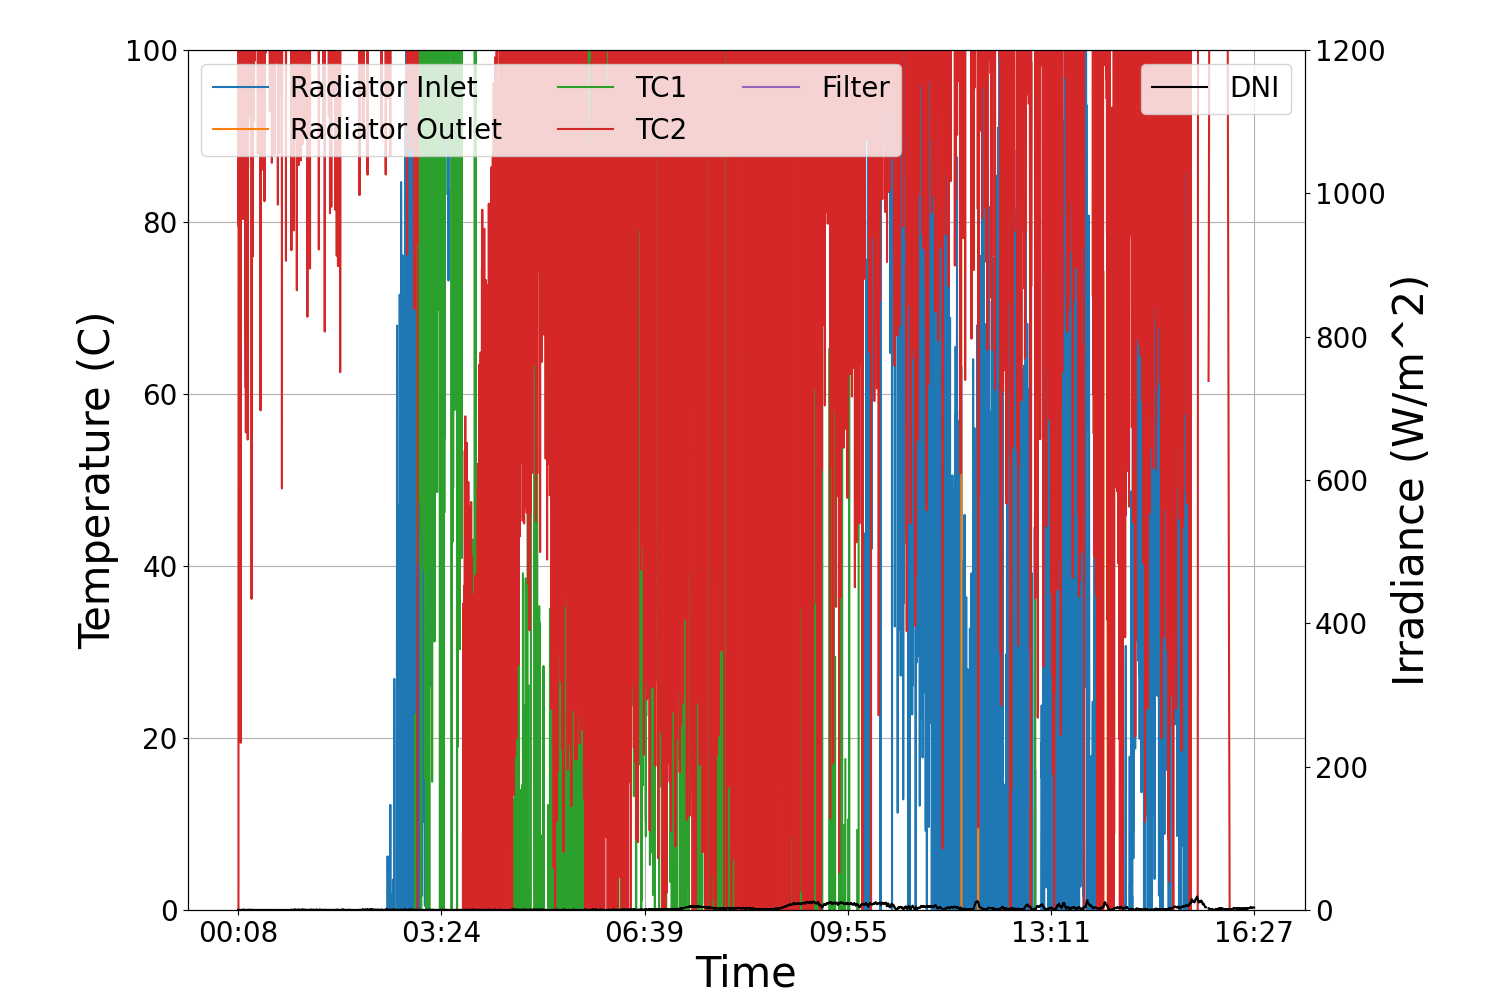 100
80
60
40
20
0
Temperature (C)
Radiator Inlet
Radiator Outlet
TC1
TC2
Filter
DNI
1200
1000
800
600
400
200
0
Irradiance (W/m^2)
00:08 03:24 06:39 09:55 13:11 16:27
Time